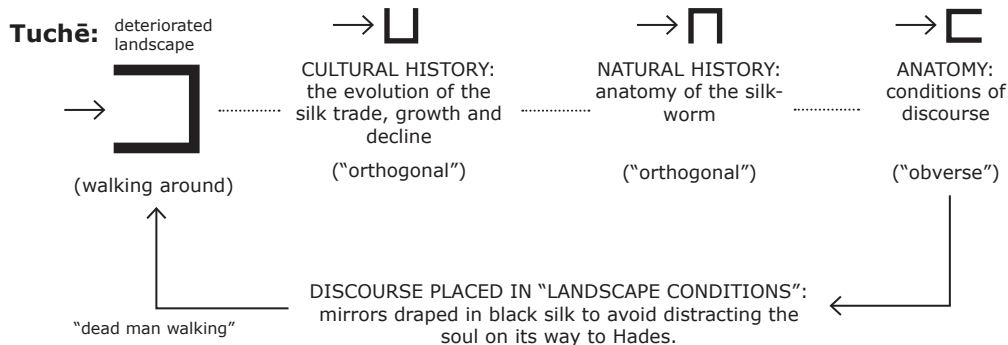 Tuchē:
deteriorated
landscape
(walking around)
CULTURAL HISTORY:
the evolution of the
silk trade, growth and
decline
(“orthogonal”)
NATURAL HISTORY:
anatomy of the silk-
worm
(“orthogonal”)
ANATOMY:
conditions of
discourse
(“obverse”)
DISCOURSE PLACED IN “LANDSCAPE CONDITIONS”:
mirrors draped in black silk to avoid distracting the
soul on its way to Hades.
“dead man walking”